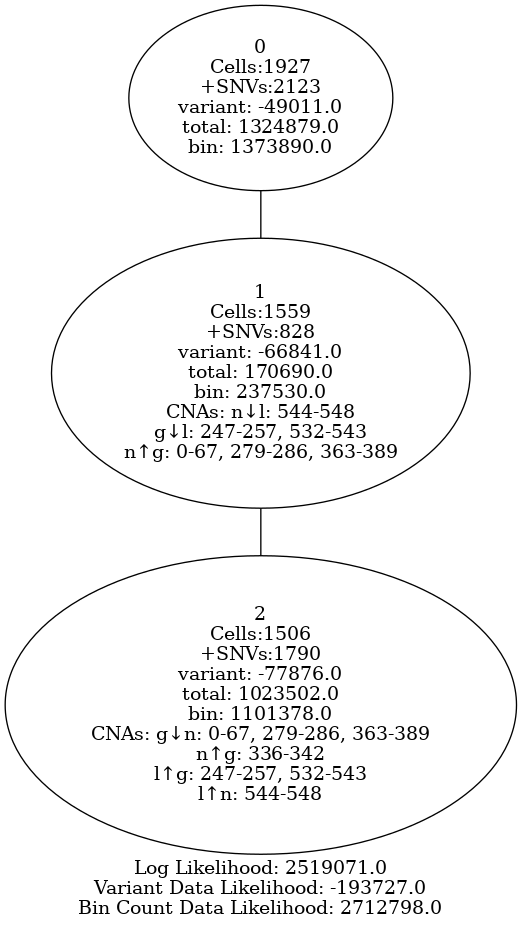 0
Cells:1927
+SNVs:2123
variant: -49011.0
total: 1324879.0
bin: 1373890.0
1
Cells:1559
+SNVs:828
variant: -66841.0
total: 170690.0
bin: 237530.0
CNAs: n↓l: 544-548
g↓l: 247-257, 532-543
n↑g: 0-67, 279-286, 363-389
2
Cells:1506
+SNVs:1790
variant: -77876.0
total: 1023502.0
bin: 1101378.0
CNAs: g↓n: 0-67, 279-286, 363-389
n↑g: 336-342
l↑g: 247-257, 532-543
l↑n: 544-548
Log Likelihood: 2519071.0
Variant Data Likelihood: -193727.0
Bin Count Data Likelihood: 2712798.0